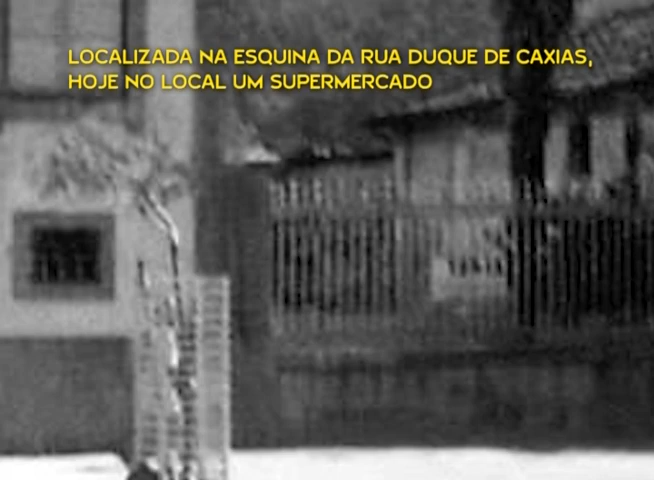 LOCALIZADA NA ESQUINA DA RUA DUQUE DE CAXIAS,
HOJE NO LOCAL UM SUPERMERCADO